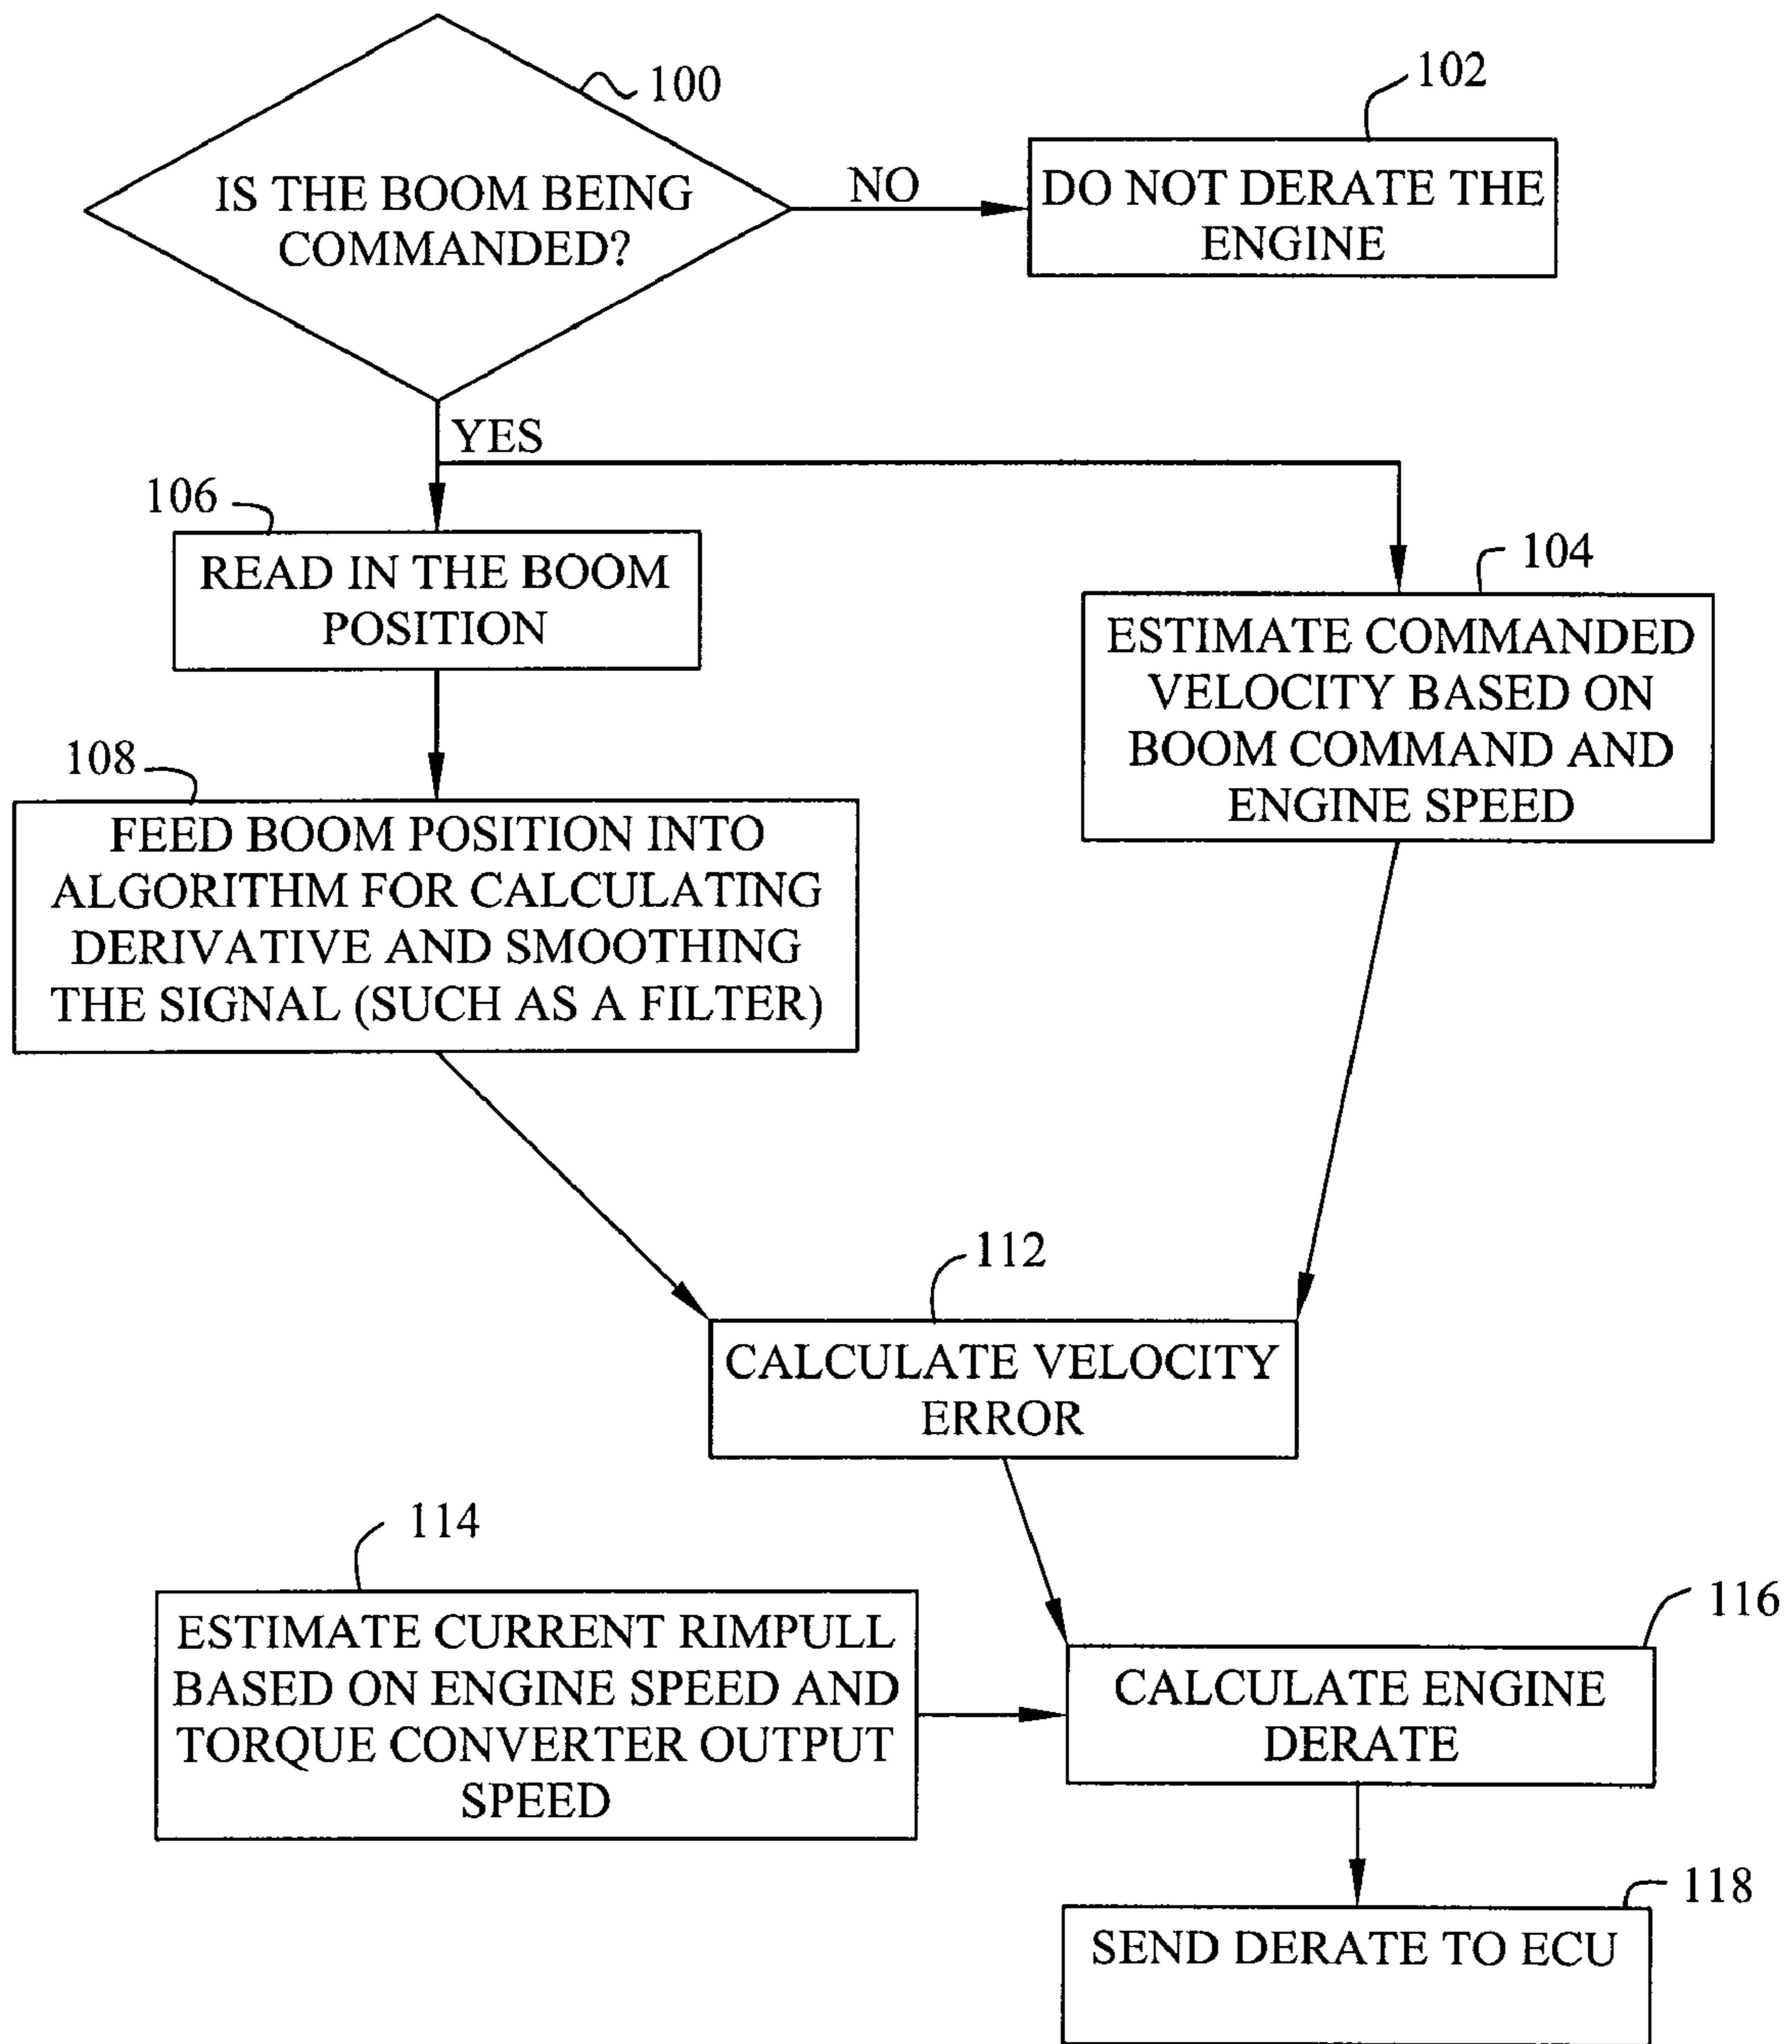 100
102
IS THE BOOM BEING
COMMANDED?
NO
DO NOT DERATE THE
ENGINE
YES
106
READ IN THE BOOM
POSITION
104
ESTIMATE COMMANDED
VELOCITY BASED ON
BOOM COMMAND AND
ENGINE SPEED
108
FEED BOOM POSITION INTO
ALGORITHM FOR CALCULATING
DERIVATIVE AND SMOOTHING
THE SIGNAL (SUCH AS A FILTER)
112
CALCULATE VELOCITY
ERROR
114
ESTIMATE CURRENT RIMPULL
BASED ON ENGINE SPEED AND
TORQUE CONVERTER OUTPUT
SPEED
116
CALCULATE ENGINE
DERATE
118
SEND DERATE TO ECU